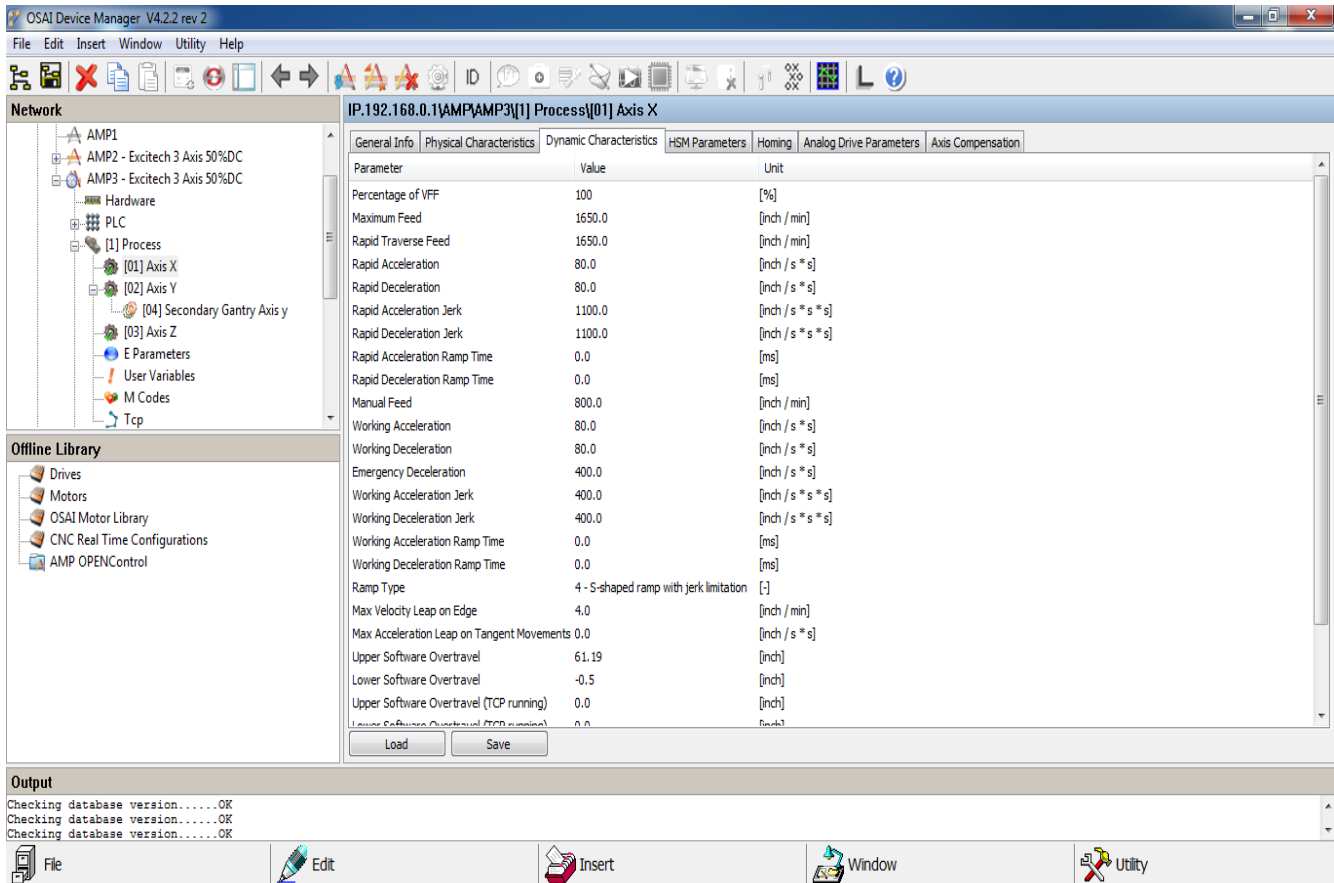 OSAI Device Manager V4.2.2 rev 2
File Edit Insert Window Utility Help
ID
Network
AMP1
AMP2 - Excitech 3 Axis 50%DC
AMP3 - Excitech 3 Axis 50%DC
Hardware
PLC
[1] Process
[01] Axis X
[02] Axis Y
[04] Secondary Gantry Axis y
[03] Axis Z
E Parameters
User Variables
M Codes
Tcp
Offline Library
Drives
Motors
OSAI Motor Library
CNC Real Time Configurations
AMP OPENControl
IP.192.168.0.1\AMP\AMP3\[1] Process\[01] Axis X
General Info Physical Characteristics Dynamic Characteristics HSM Parameters Homing Analog Drive Parameters Axis Compensation
Parameter Value Unit
Percentage of VFF 100 [%]
Maximum Feed 1650.0 [inch / min]
Rapid Traverse Feed 1650.0 [inch / min]
Rapid Acceleration 80.0 [inch / s * s]
Rapid Deceleration 80.0 [inch / s * s]
Rapid Acceleration Jerk 1100.0 [inch / s * s * s]
Rapid Deceleration Jerk 1100.0 [inch / s * s * s]
Rapid Acceleration Ramp Time 0.0 [ms]
Rapid Deceleration Ramp Time 0.0 [ms]
Manual Feed 800.0 [inch / min]
Working Acceleration 80.0 [inch / s * s]
Working Deceleration 80.0 [inch / s * s]
Emergency Deceleration 400.0 [inch / s * s]
Working Acceleration Jerk 400.0 [inch / s * s * s]
Working Deceleration Jerk 400.0 [inch / s * s * s]
Working Acceleration Ramp Time 0.0 [ms]
Working Deceleration Ramp Time 0.0 [ms]
Ramp Type 4 - S-shaped ramp with jerk limitation [-]
Max Velocity Leap on Edge 4.0 [inch / min]
Max Acceleration Leap on Tangent Movements 0.0 [inch / s * s]
Upper Software Overtravel 61.19 [inch]
Lower Software Overtravel -0.5 [inch]
Upper Software Overtravel (TCP running) 0.0 [inch]
Lower Software Overtravel (TCP running) 0.0 [inch]
Load Save
Output
Checking database version......OK
Checking database version......OK
Checking database version......OK
File Edit Insert Window Utility